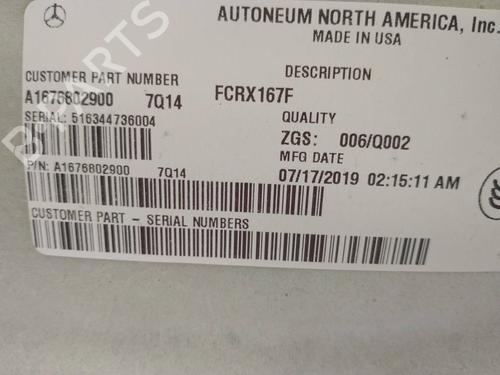 AUTONEUM NORTH AMERICA, Inc.
MADE IN USA
CUSTOMER PART NUMBER
A1676802900 7Q14
SERIAL: 516344736004
DESCRIPTION
FCRX167F
QUALITY
ZGS: 006/Q002
MFG DATE
07/17/2019 02:15:11 AM
P/N: A1676802900 7Q14
CUSTOMER PART - SERIAL NUMBERS
B-PARTS